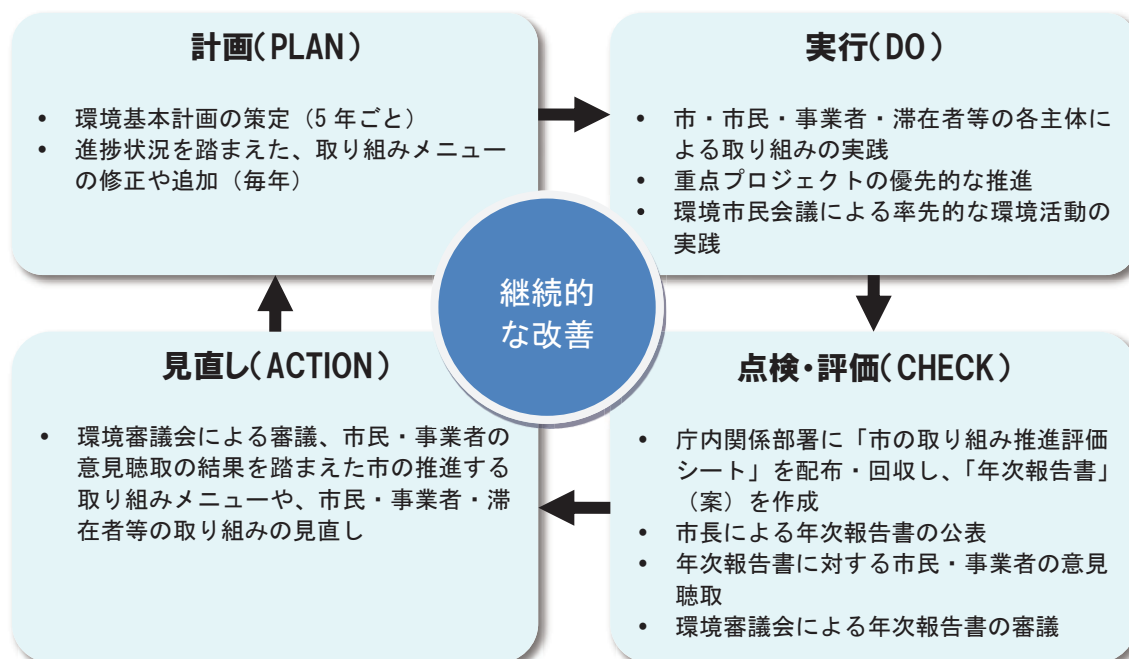 計画(PLAN)
• 環境基本計画の策定（5 年ごと）
• 進捗状況を踏まえた、取り組みメニュー
の修正や追加（毎年）
実行(DO)
• 市・市民・事業者・滞在者等の各主体に
よる取り組みの実践
• 重点プロジェクトの優先的な推進
• 環境市民会議による率先的な環境活動の
実践
継続的
な改善
見直し(ACTION)
• 環境審議会による審議、市民・事業者の
意見聴取の結果を踏まえた市の推進する
取り組みメニューや、市民・事業者・滞
在者等の取り組みの見直し
点検・評価(CHECK)
• 庁内関係部署に「市の取り組み推進評価
シート」を配布・回収し、「年次報告書」
（案）を作成
• 市長による年次報告書の公表
• 年次報告書に対する市民・事業者の意見
聴取
• 環境審議会による年次報告書の審議